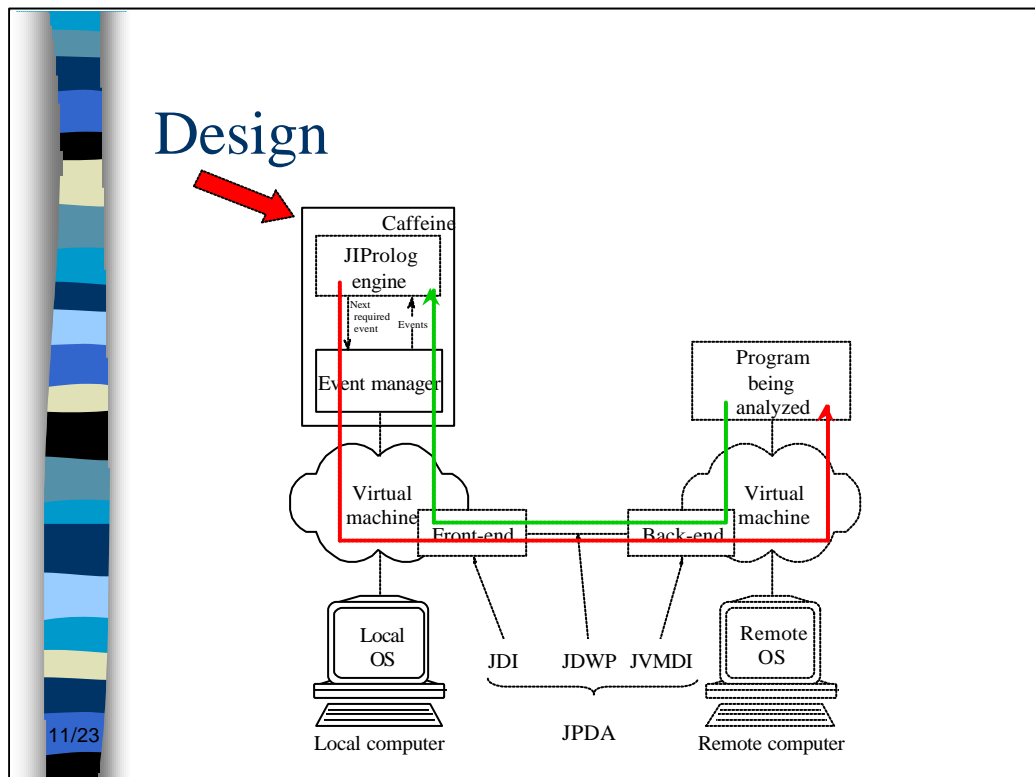 Design
Caffeine
JIProlog
engine
Next
required
event
Events
Event manager
Program
being
analyzed
Virtual
machine
Virtual
machine
Front-end
Back-end
Local
OS
Remote
OS
JDI
JDWP
JVMDI
JPDA
Local computer
Remote computer
11/23